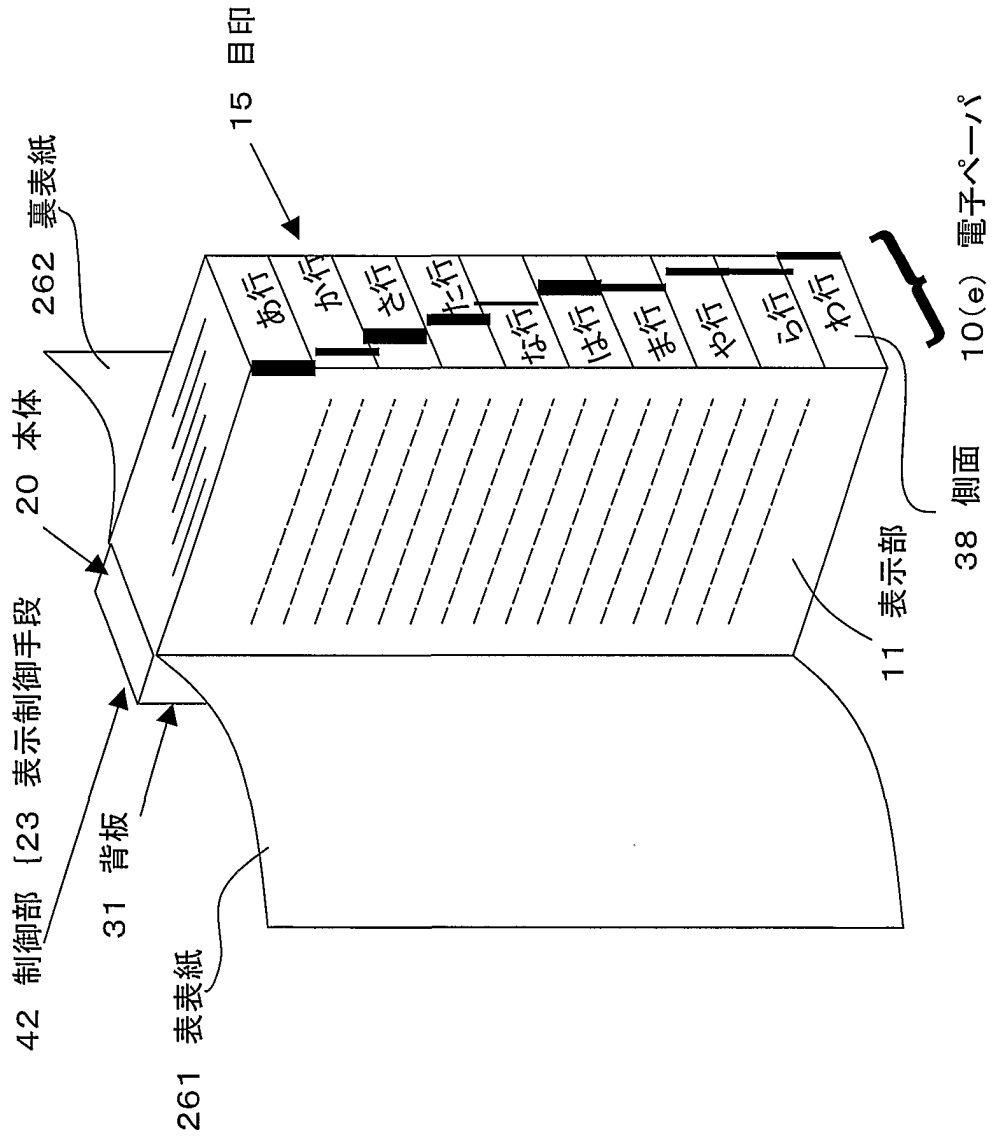 42 制御部 {23 表示制御手段
20 本体
262 裏表紙
15 目印
31 背板
261 表表紙
あ行
か行
さ行
た行
な行
は行
ま行
や行
ら行
わ行
11 表示部
38 側面
10(e) 電子ペーパ